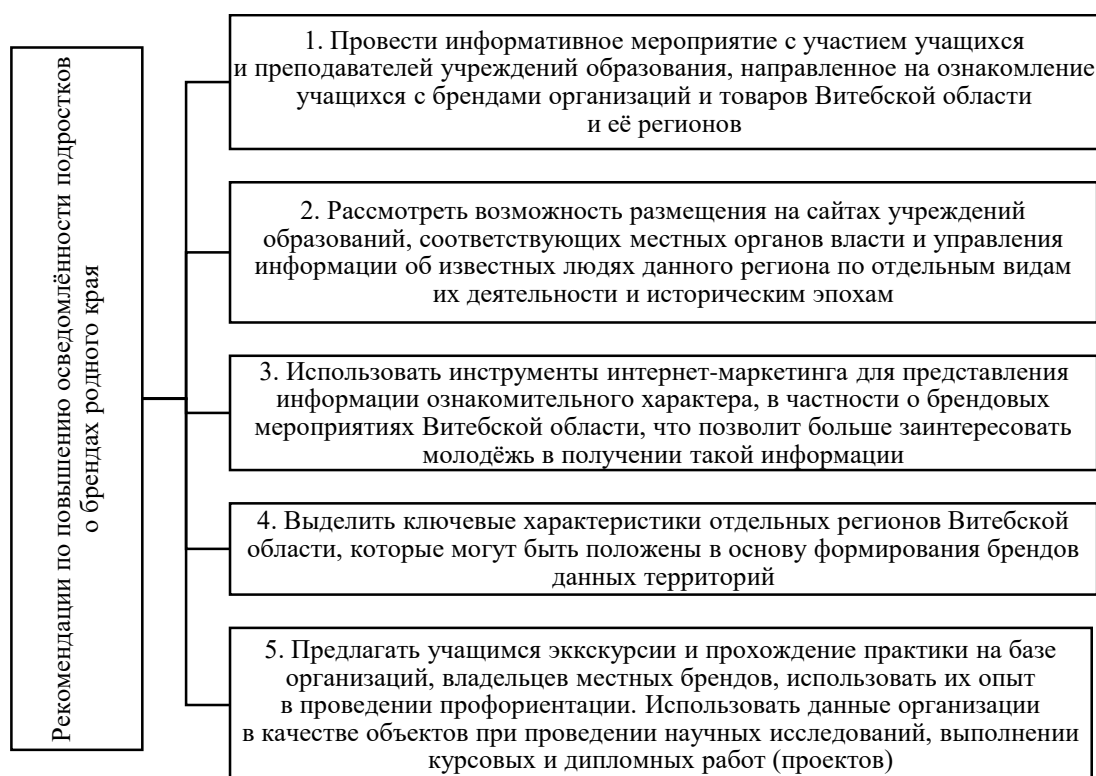 Рекомендации по повышению осведомлённости подростков
о брендах родного края
1. Провести информативное мероприятие с участием учащихся
и преподавателей учреждений образования, направленное на ознакомление
учащихся с брендами организаций и товаров Витебской области
и её регионов
2. Рассмотреть возможность размещения на сайтах учреждений
образований, соответствующих местных органов власти и управления
информации об известных людях данного региона по отдельным видам
их деятельности и историческим эпохам
3. Использовать инструменты интернет-маркетинга для представления
информации ознакомительного характера, в частности о брендовых
мероприятиях Витебской области, что позволит больше заинтересовать
молодёжь в получении такой информации
4. Выделить ключевые характеристики отдельных регионов Витебской
области, которые могут быть положены в основу формирования брендов
данных территорий
5. Предлагать учащимся эккскурсии и прохождение практики на базе
организаций, владельцев местных брендов, использовать их опыт
в проведении профориентации. Использовать данные организации
в качестве объектов при проведении научных исследований, выполнении
курсовых и дипломных работ (проектов)